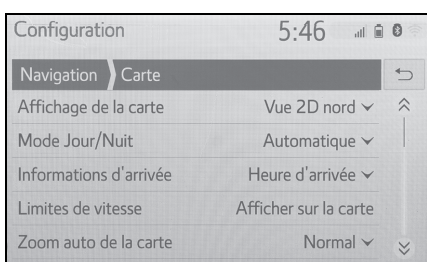 Configuration 5:46
Navigation Carte
Affichage de la carte Vue 2D nord
Mode Jour/Nuit Automatique
Informations d'arrivée Heure d'arrivée
Limites de vitesse Afficher sur la carte
Zoom auto de la carte Normal